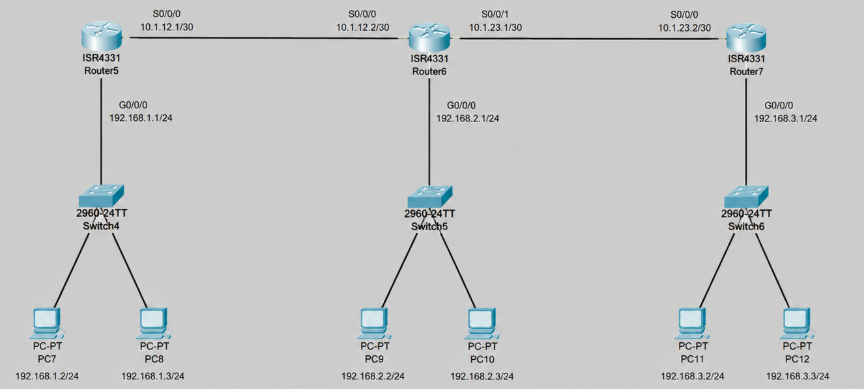 S0/0/0
10.1.12.1/30
S0/0/0
10.1.12.2/30
S0/0/1
10.1.23.1/30
S0/0/0
10.1.23.2/30
ISR4331
Router5
ISR4331
Router6
ISR4331
Router7
G0/0/0
192.168.1.1/24
G0/0/0
192.168.2.1/24
G0/0/0
192.168.3.1/24
2960-24TT
Switch4
2960-24TT
Switch5
2960-24TT
Switch6
PC-PT
PC7
PC-PT
PC8
PC-PT
PC9
PC-PT
PC10
PC-PT
PC11
PC-PT
PC12
192.168.1.2/24
192.168.1.3/24
192.168.2.2/24
192.168.2.3/24
192.168.3.2/24
192.168.3.3/24